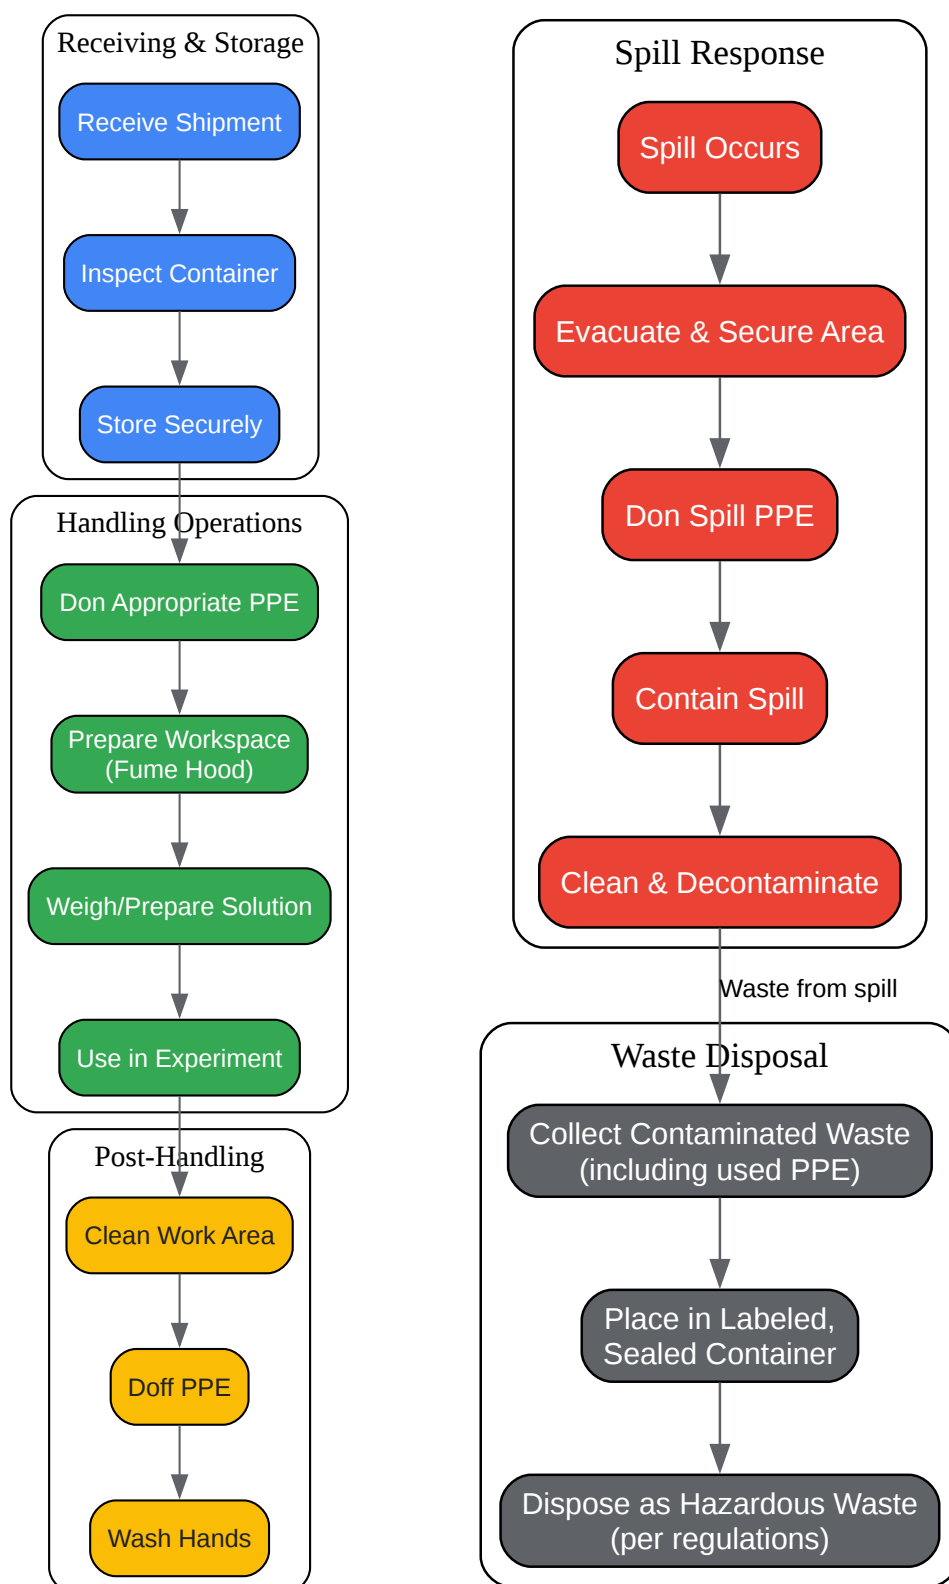 Receiving & Storage
Receive Shipment
Inspect Container
Store Securely
Handling Operations
Don Appropriate PPE
Prepare Workspace
(Fume Hood)
Weigh/Prepare Solution
Use in Experiment
Post-Handling
Clean Work Area
Doff PPE
Wash Hands
Spill Response
Spill Occurs
Evacuate & Secure Area
Don Spill PPE
Contain Spill
Clean & Decontaminate
Waste from spill
Waste Disposal
Collect Contaminated Waste
(including used PPE)
Place in Labeled,
Sealed Container
Dispose as Hazardous Waste
(per regulations)